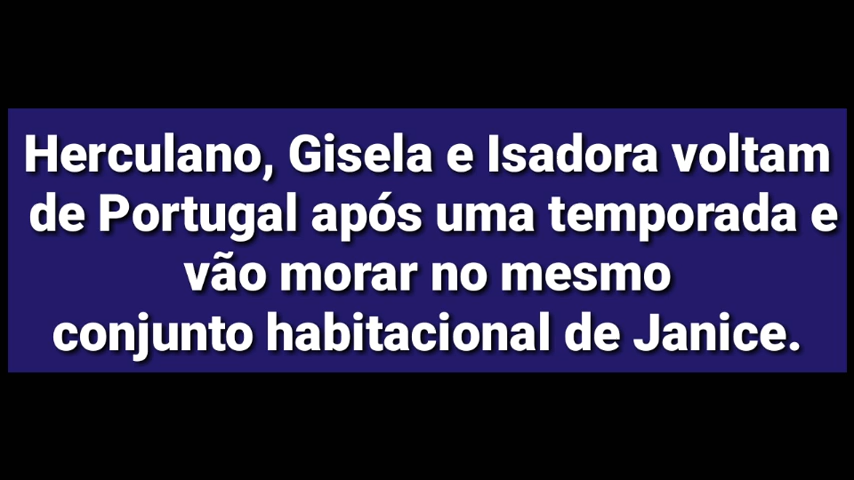 Herculano, Gisela e Isadora voltam
de Portugal após uma temporada e
vão morar no mesmo
conjunto habitacional de Janice.